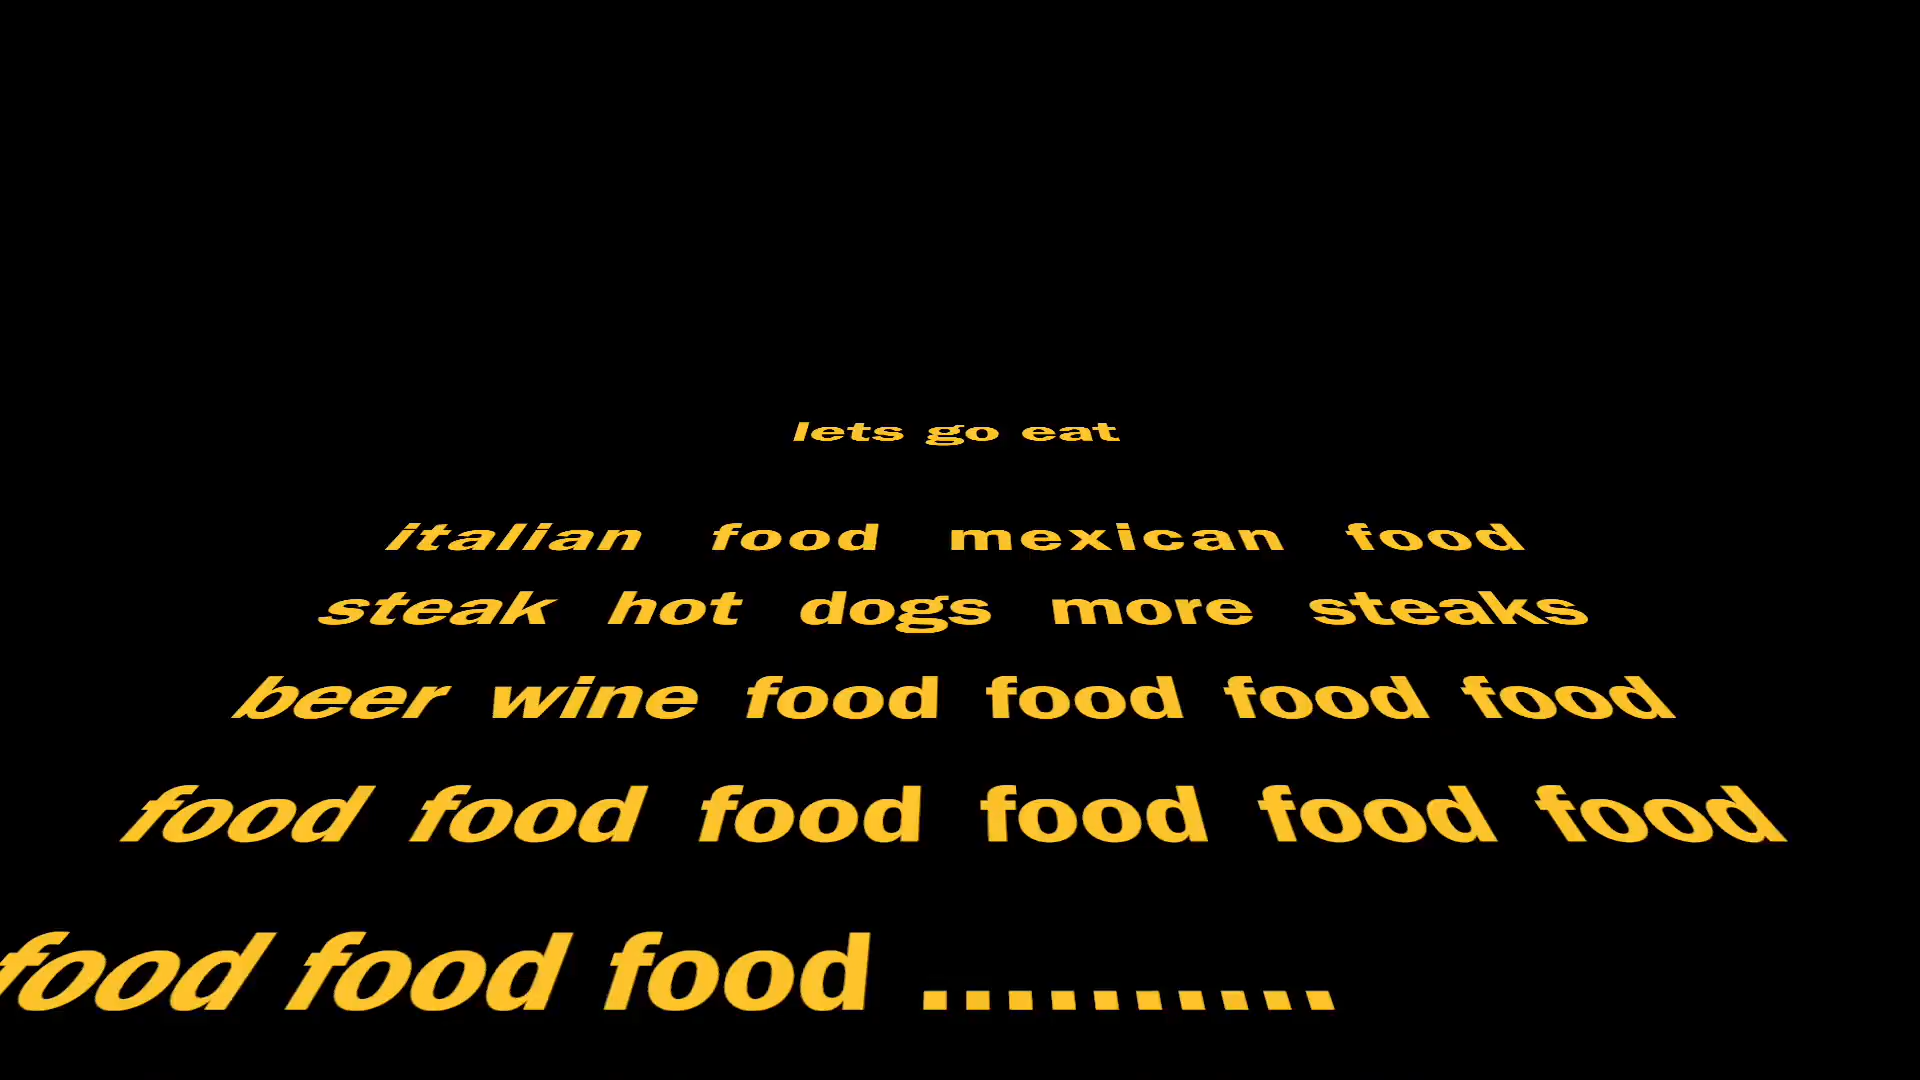 lets go eat
italian food mexican food
steak hot dogs more steaks
beer wine food food food food
food food food food food food
food food food ..........